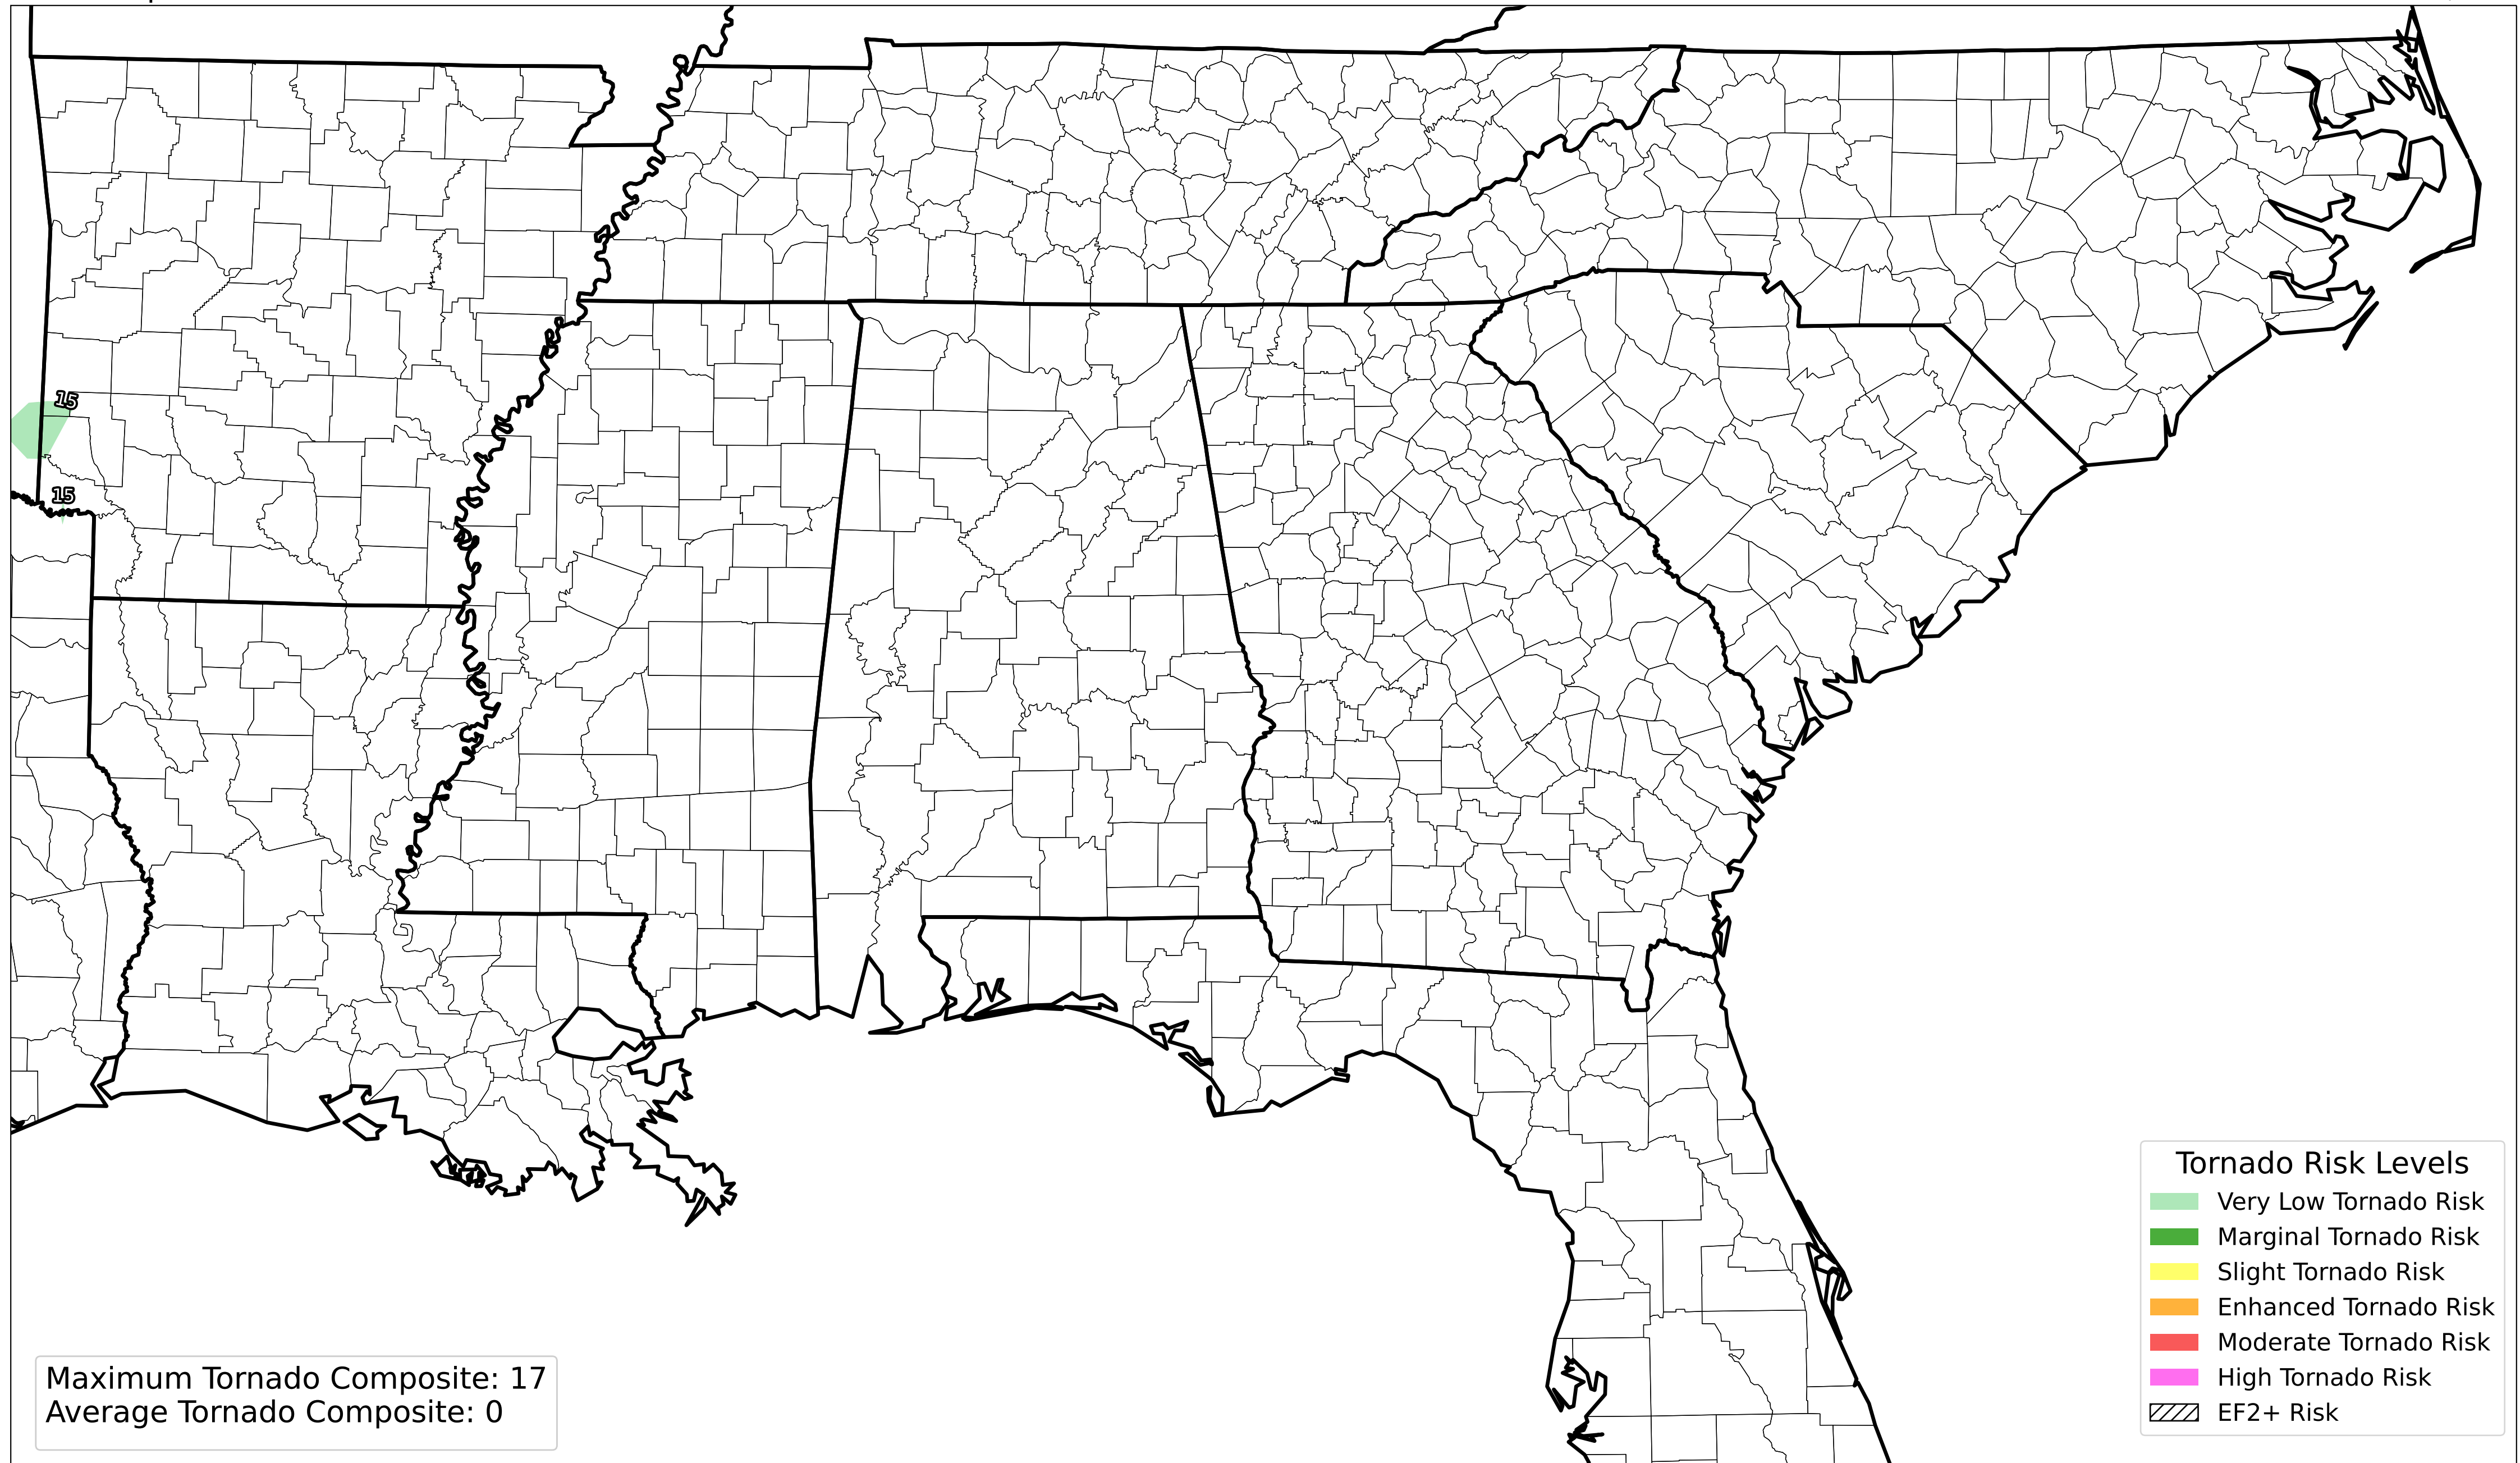 15
15
Tornado Risk Levels
Very Low Tornado Risk
Marginal Tornado Risk
Slight Tornado Risk
Enhanced Tornado Risk
Moderate Tornado Risk
High Tornado Risk
EF2+ Risk
Maximum Tornado Composite: 17
Average Tornado Composite: 0